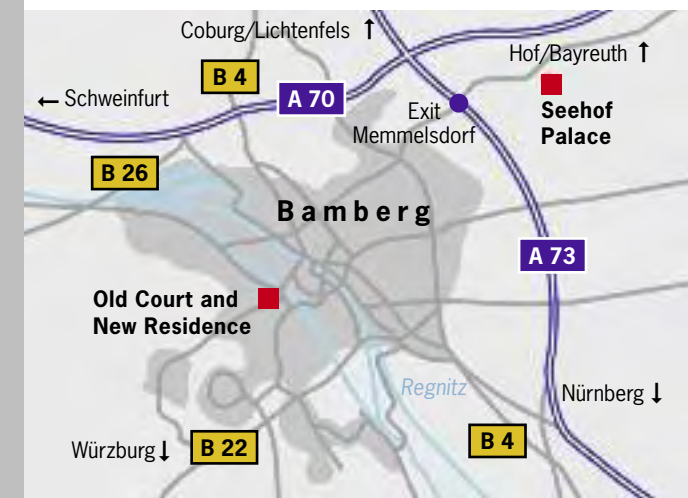 Coburg/Lichtenfels ↑
Hof/Bayreuth ↑
B 4
← Schweinfurt
A 70
Exit
Memmelsdorf
Seehof
Palace
B 26
Bamberg
A 73
Old Court and
New Residence
Regnitz
Nürnberg ↓
Würzburg ↓
B 22
B 4